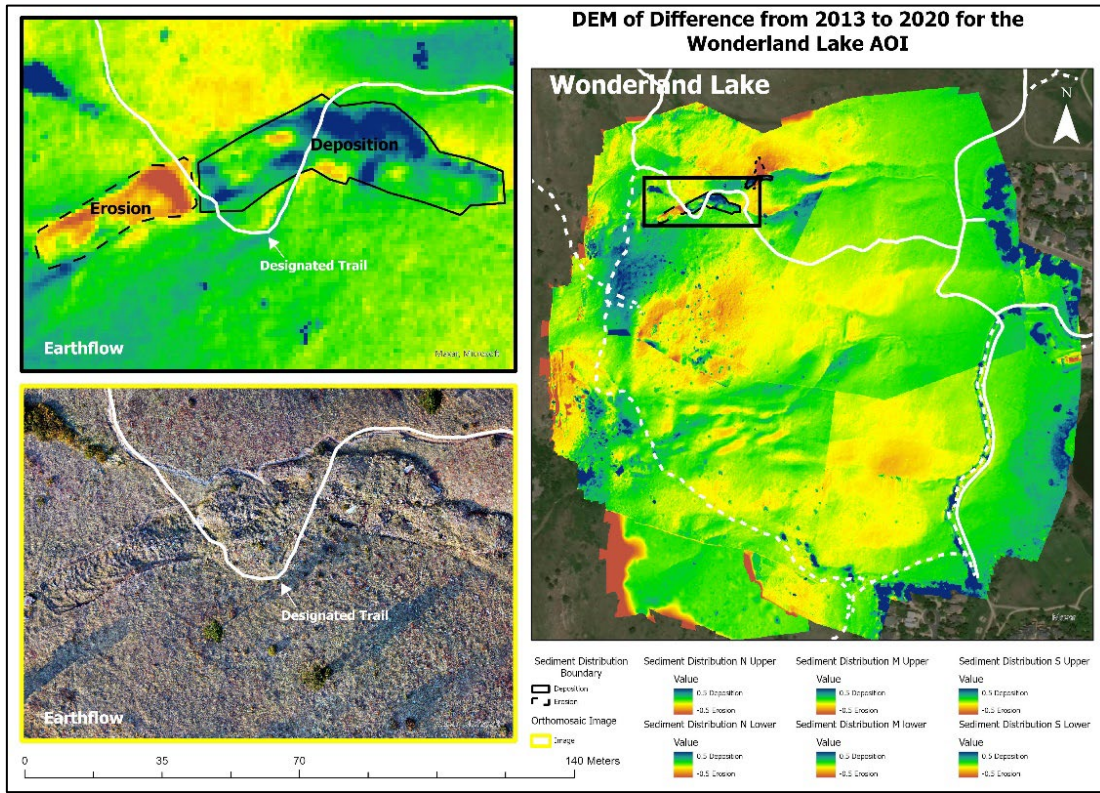 DEM of Difference from 2013 to 2020 for the
Wonderland Lake AOI
Deposition
Erosion
Designated Trail
Earthflow
Maxar, Microsoft
Designated Trail
Earthflow
0 35 70 140 Meters
Wonderland Lake
N
Maxar
Sediment Distribution
Boundary
Deposition
Erosion
Orthomosaic Image
Image
Sediment Distribution N Upper
Value
0.5 Deposition
-0.5 Erosion
Sediment Distribution M Upper
Value
0.5 Deposition
-0.5 Erosion
Sediment Distribution S Upper
Value
0.5 Deposition
-0.5 Erosion
Sediment Distribution N Lower
Value
0.5 Deposition
-0.5 Erosion
Sediment Distribution M lower
Value
0.5 Deposition
-0.5 Erosion
Sediment Distribution S Lower
Value
0.5 Deposition
-0.5 Erosion